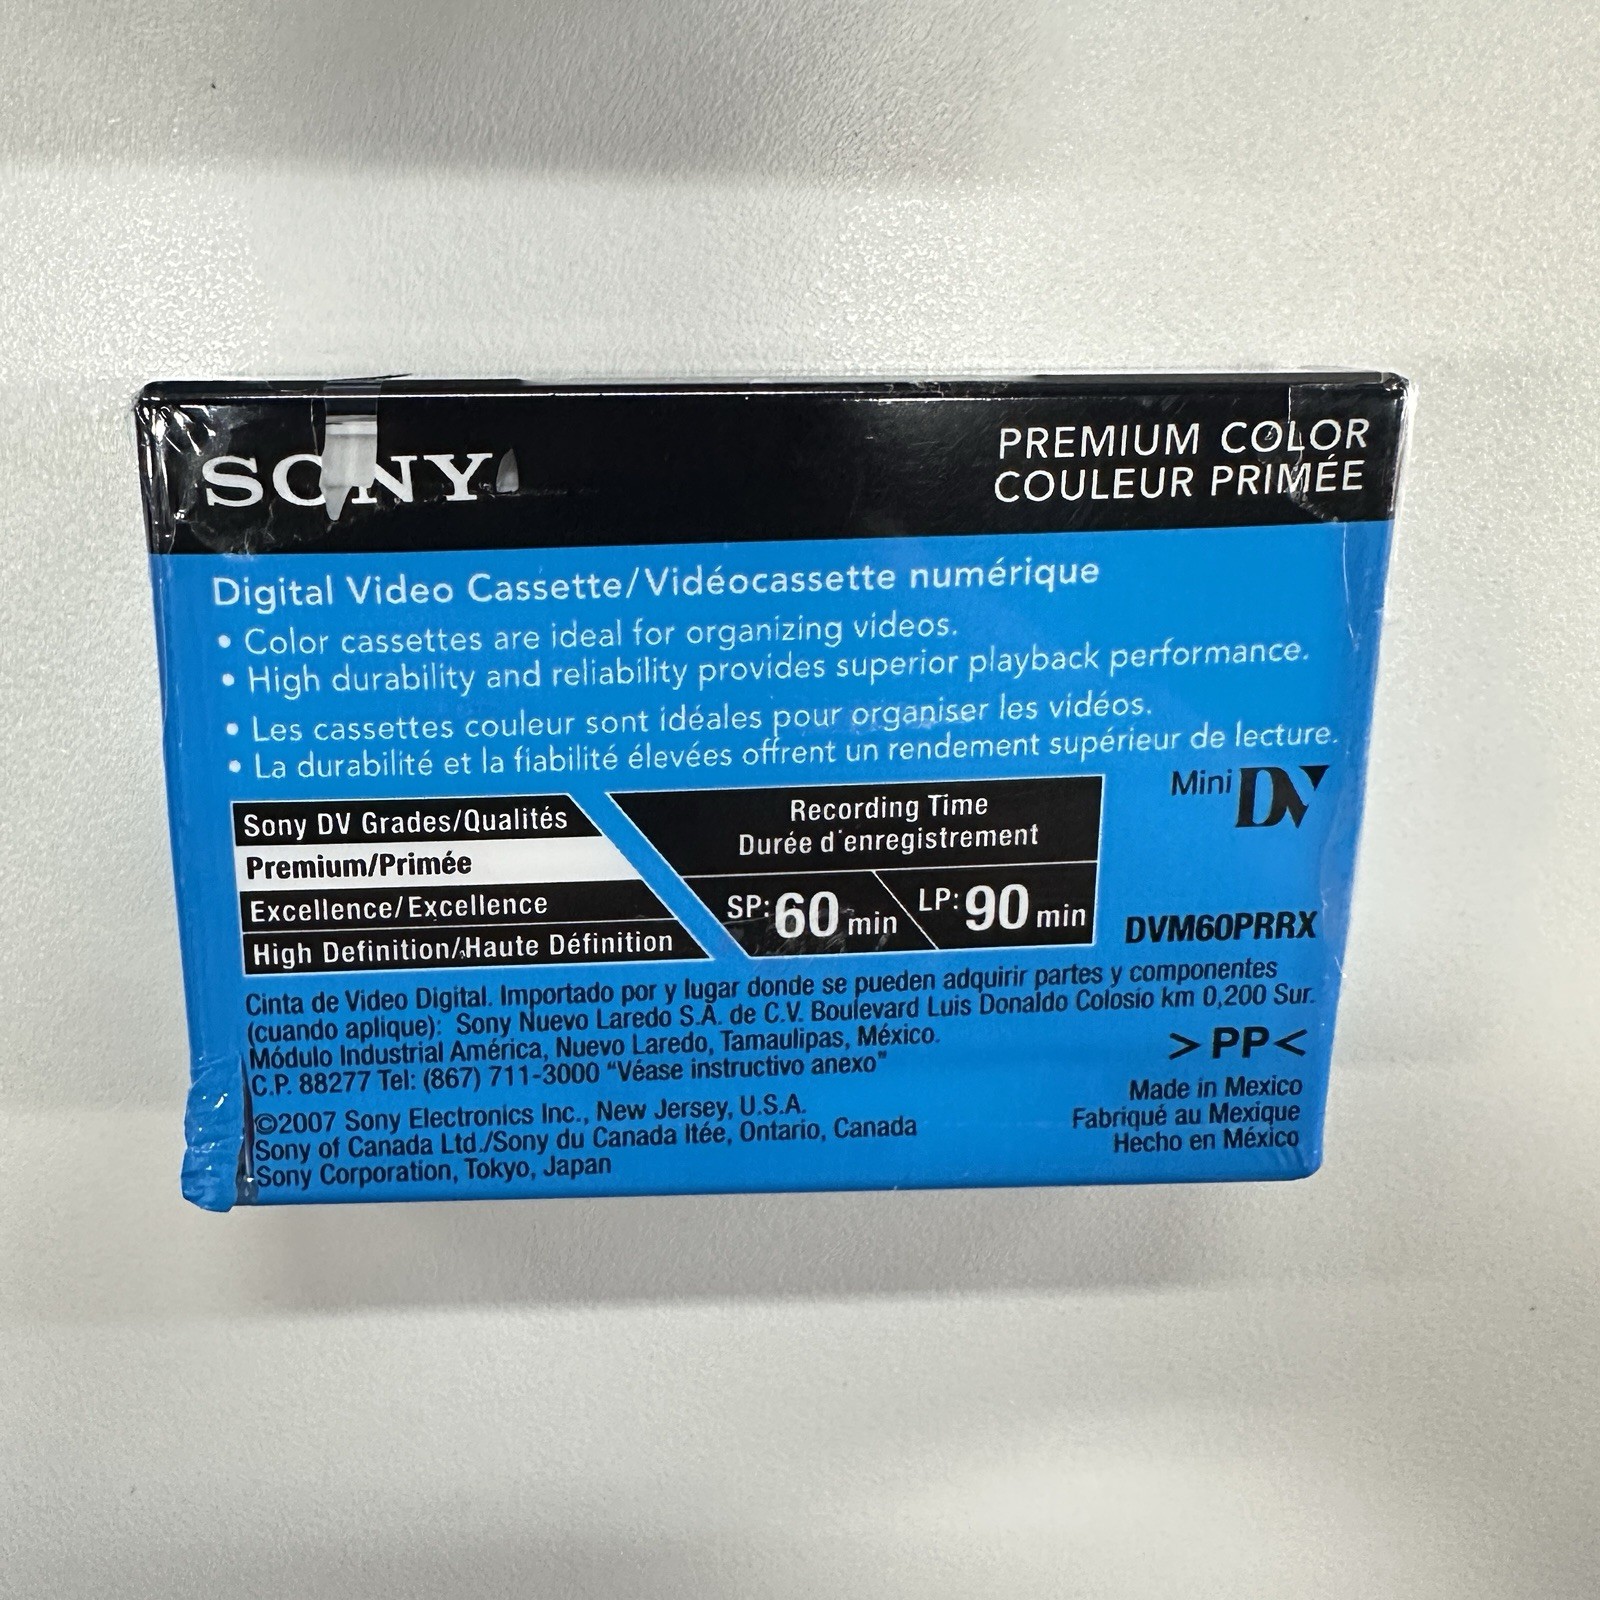 SONY
PREMIUM COLOR
COULEUR PRIMÉE
Digital Video Cassette/Vidéocassette numérique
• Color cassettes are ideal for organizing videos.
• High durability and reliability provides superior playback performance.
• Les cassettes couleur sont idéales pour organiser les vidéos.
• La durabilité et la fiabilité élevées offrent un rendement supérieur de lecture.
Mini DV
Sony DV Grades/Qualités
Premium/Primée
Excellence/Excellence
High Definition/Haute Définition
Recording Time
Durée d'enregistrement
SP: 60 min LP: 90 min
DVM60PRRX
Cinta de Video Digital. Importado por y lugar donde se pueden adquirir partes y componentes
(cuando aplique): Sony Nuevo Laredo S.A. de C.V. Boulevard Luis Donaldo Colosio km 0,200 Sur.
Módulo Industrial América, Nuevo Laredo, Tamaulipas, México.
C.P. 88277 Tel: (867) 711-3000 "Véase instructivo anexo"
>PP<
©2007 Sony Electronics Inc., New Jersey, U.S.A.
Sony of Canada Ltd./Sony du Canada ltée, Ontario, Canada
Sony Corporation, Tokyo, Japan
Made in Mexico
Fabriqué au Mexique
Hecho en México